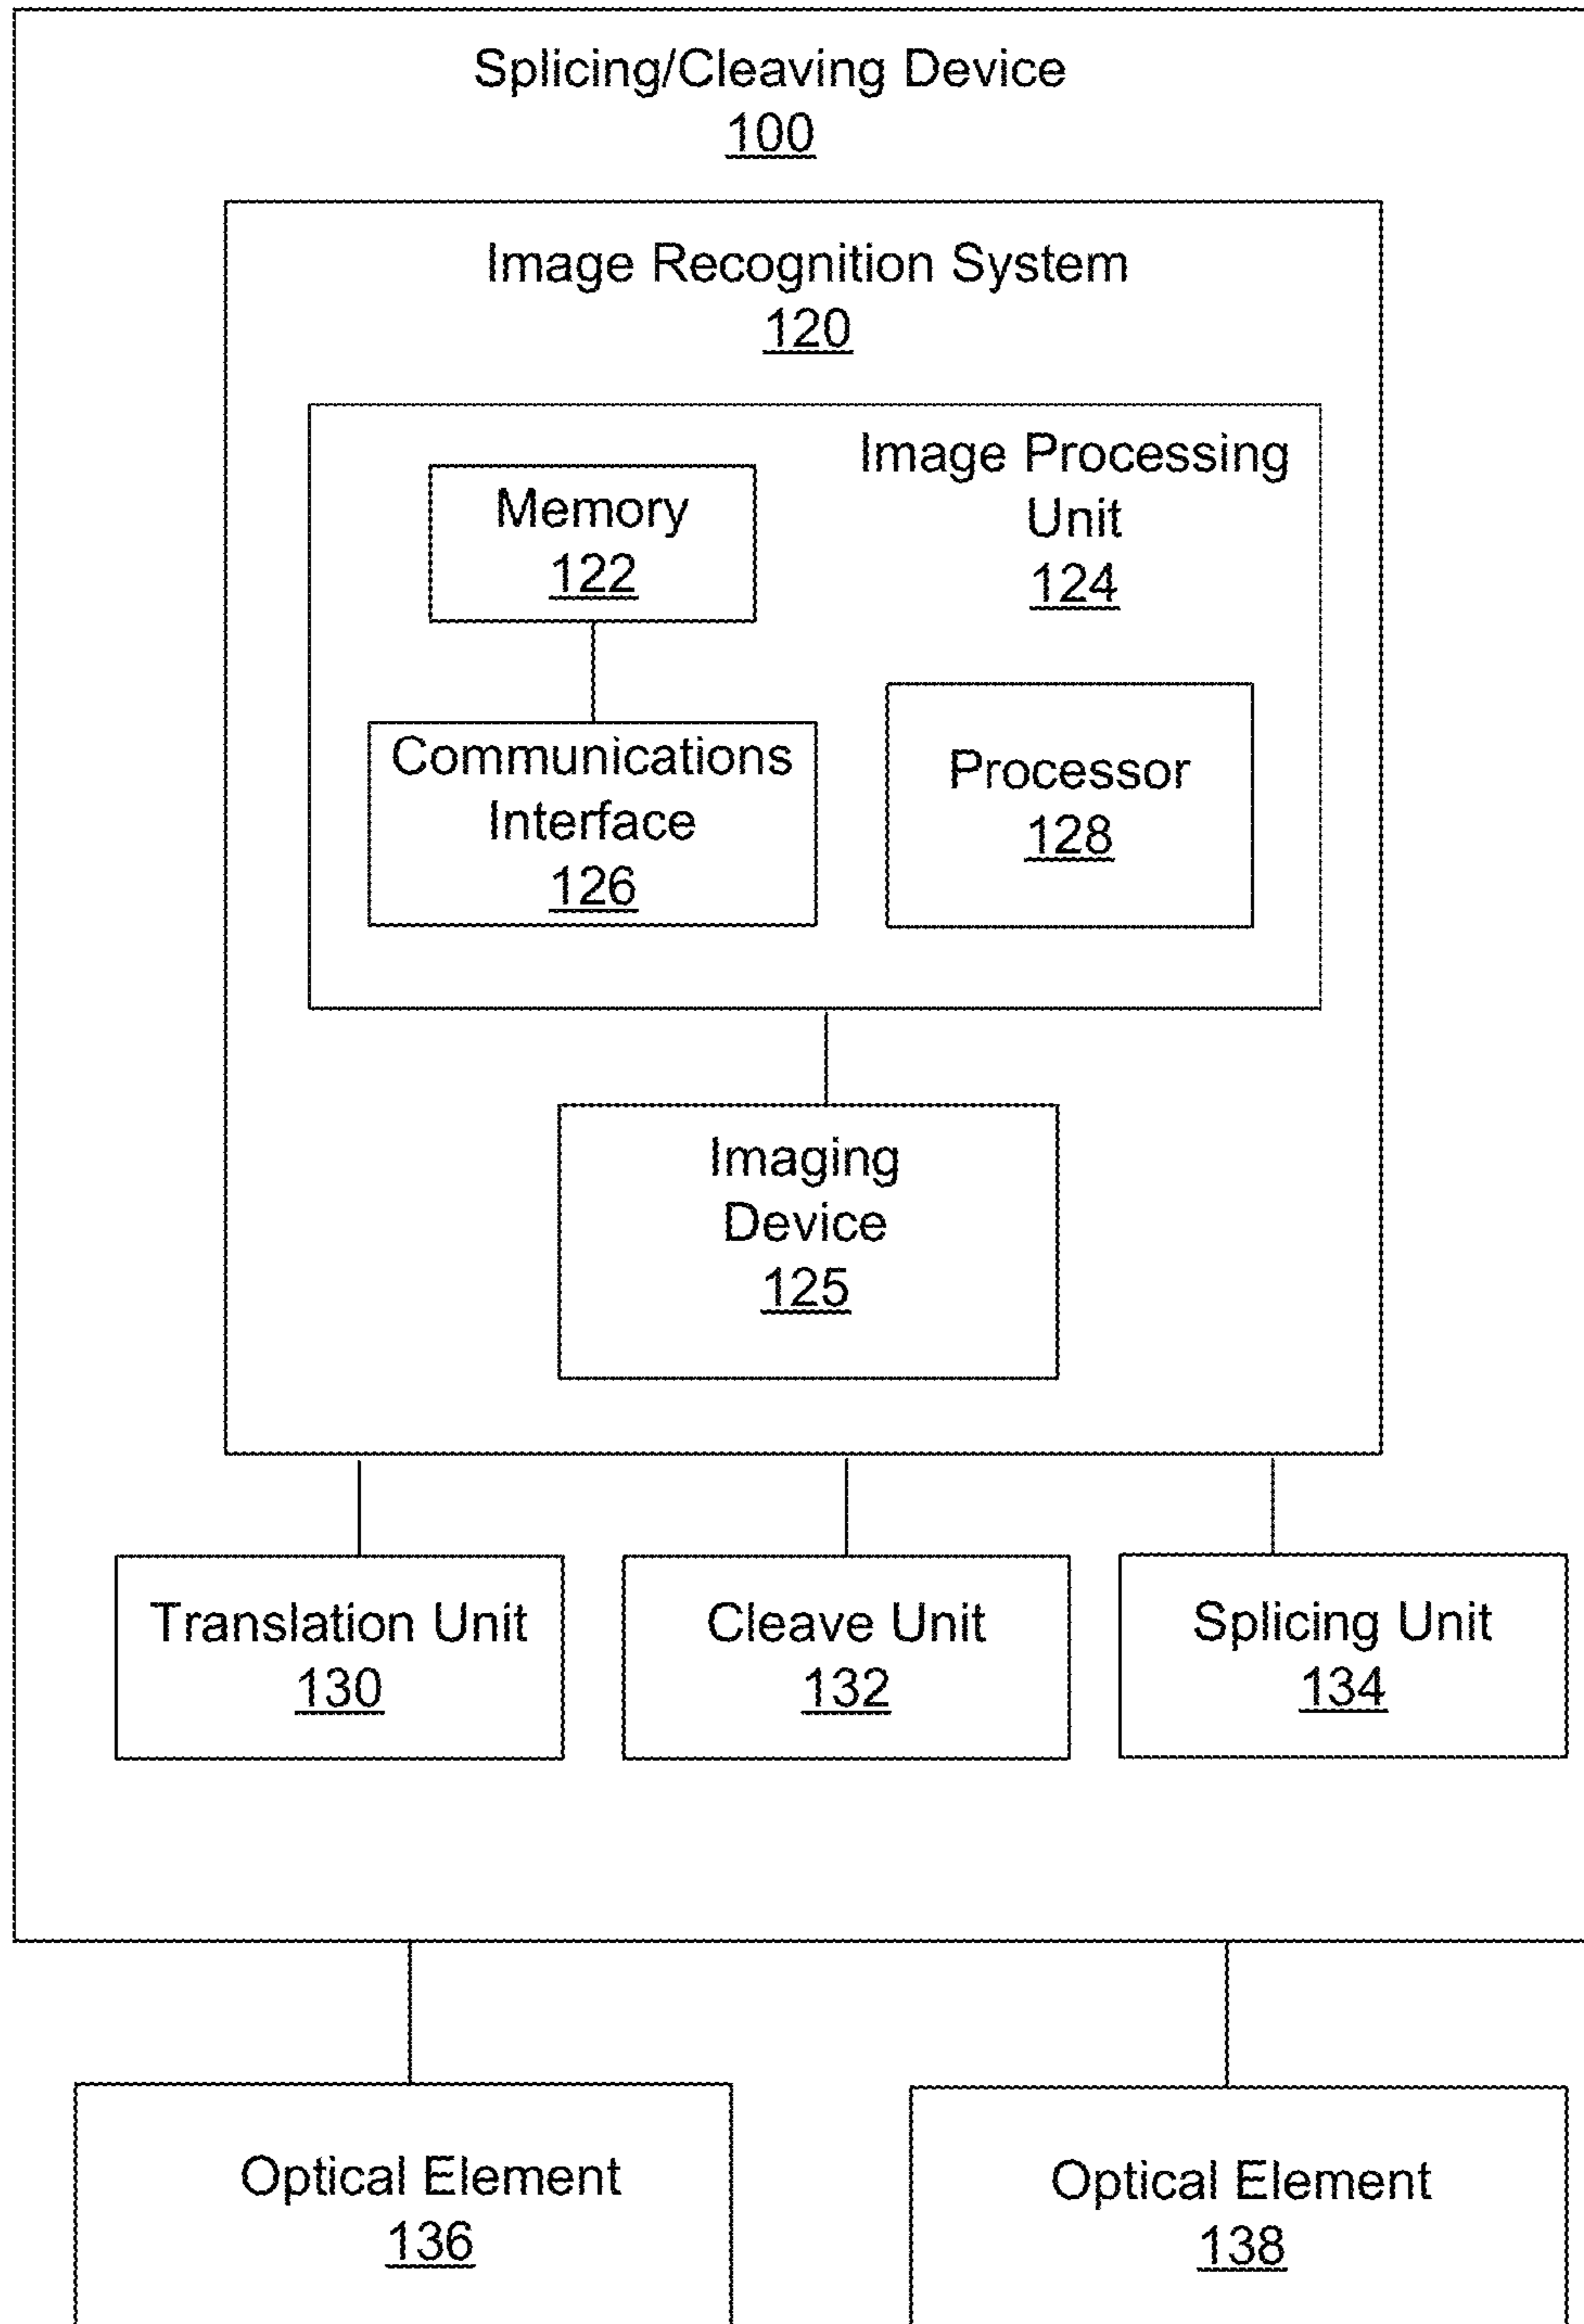 Splicing/Cleaving Device
100
Image Recognition System
120
Image Processing
Unit
124
Memory
122
Communications
Interface
126
Processor
128
Imaging
Device
125
Translation Unit
130
Cleave Unit
132
Splicing Unit
134
Optical Element
136
Optical Element
138